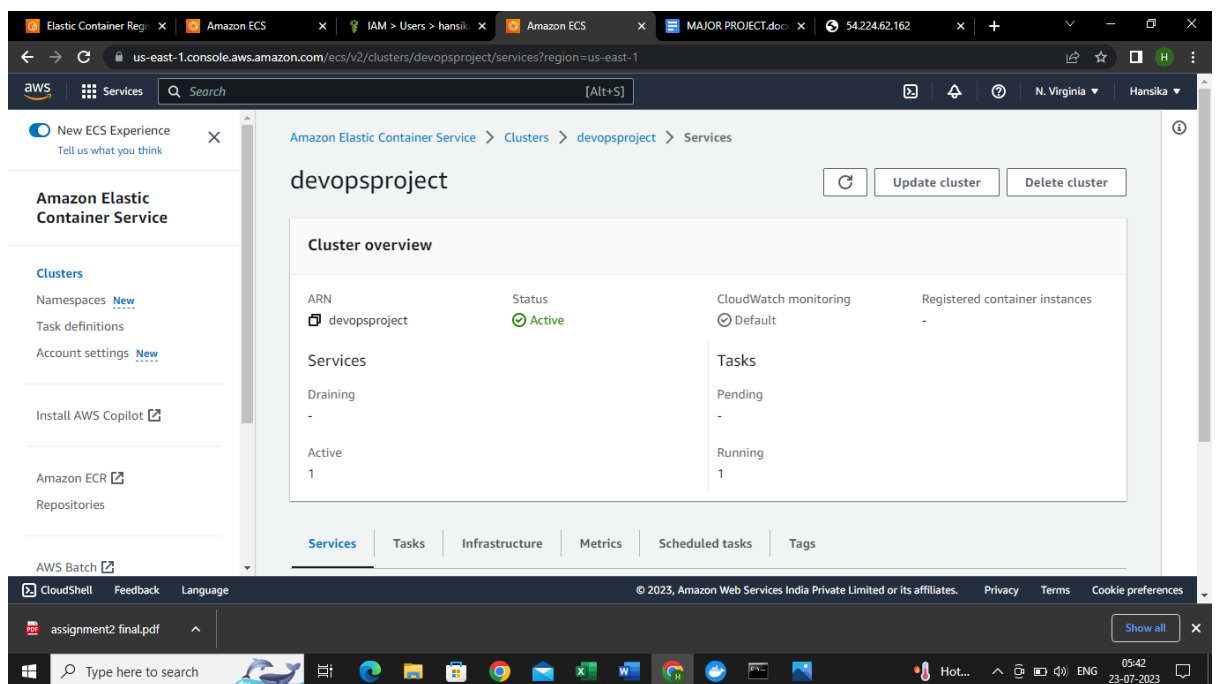 Elastic Container Regis Amazon ECS IAM > Users > hansika Amazon ECS MAJOR PROJECT.docx 54.224.62.162
us-east-1.console.aws.amazon.com/ecs/v2/clusters/devopsproject/services?region=us-east-1 H
aws Services Search [Alt+S] N. Virginia Hansika
New ECS Experience
Tell us what you think
Amazon Elastic Container Service > Clusters > devopsproject > Services
Amazon Elastic
Container Service
Clusters
Namespaces New
Task definitions
Account settings New
Install AWS Copilot
Amazon ECR
Repositories
AWS Batch
devopsproject Update cluster Delete cluster
Cluster overview
ARN Status CloudWatch monitoring Registered container instances
devopsproject Active Default -
Services Tasks
Draining Pending
- -
Active Running
1 1
Services Tasks Infrastructure Metrics Scheduled tasks Tags
CloudShell Feedback Language © 2023, Amazon Web Services India Private Limited or its affiliates. Privacy Terms Cookie preferences
assignment2 final.pdf Show all
Type here to search Hot... ENG 05:42
23-07-2023